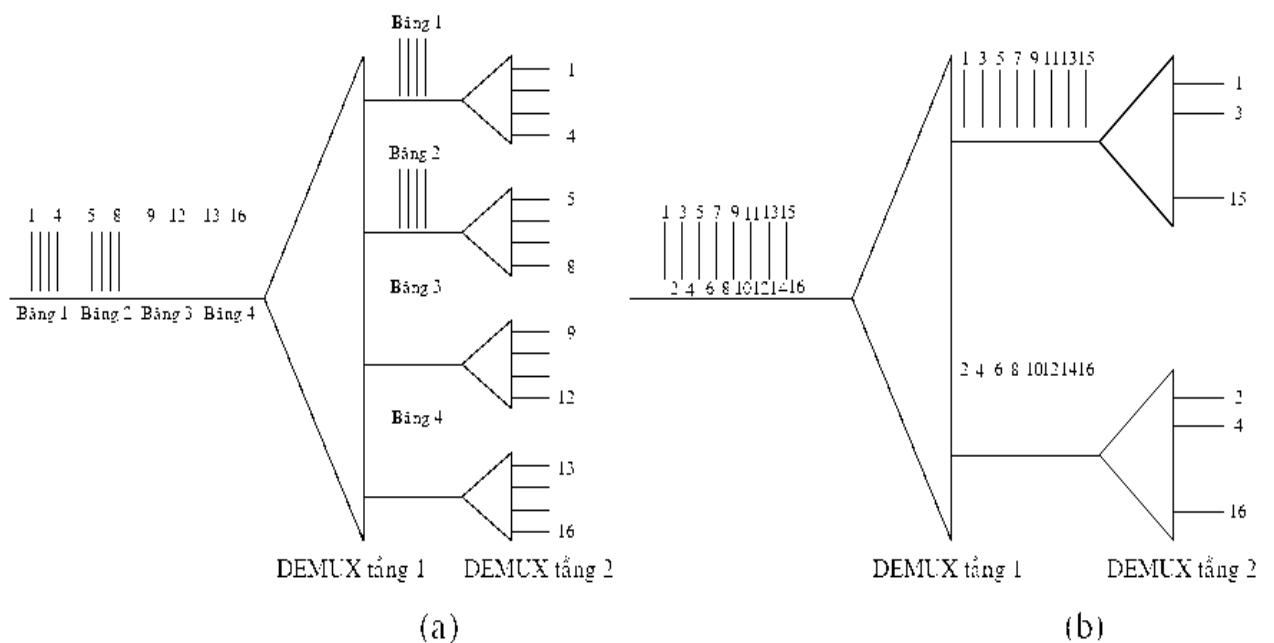 Băng 1
1
4
Băng 2
1 4 5 8 9 12 13 16
5
8
Băng 1 Băng 2 Băng 3 Băng 4
Băng 3
9
12
Băng 4
13
16
DEMUX tầng 1 DEMUX tầng 2
(a)
1 3 5 7 9 11 13 15
1
3
15
1 3 5 7 9 11 13 15
2 4 6 8 10 12 14 16
2 4 6 8 10 12 14 16
2
4
16
DEMUX tầng 1 DEMUX tầng 2
(b)